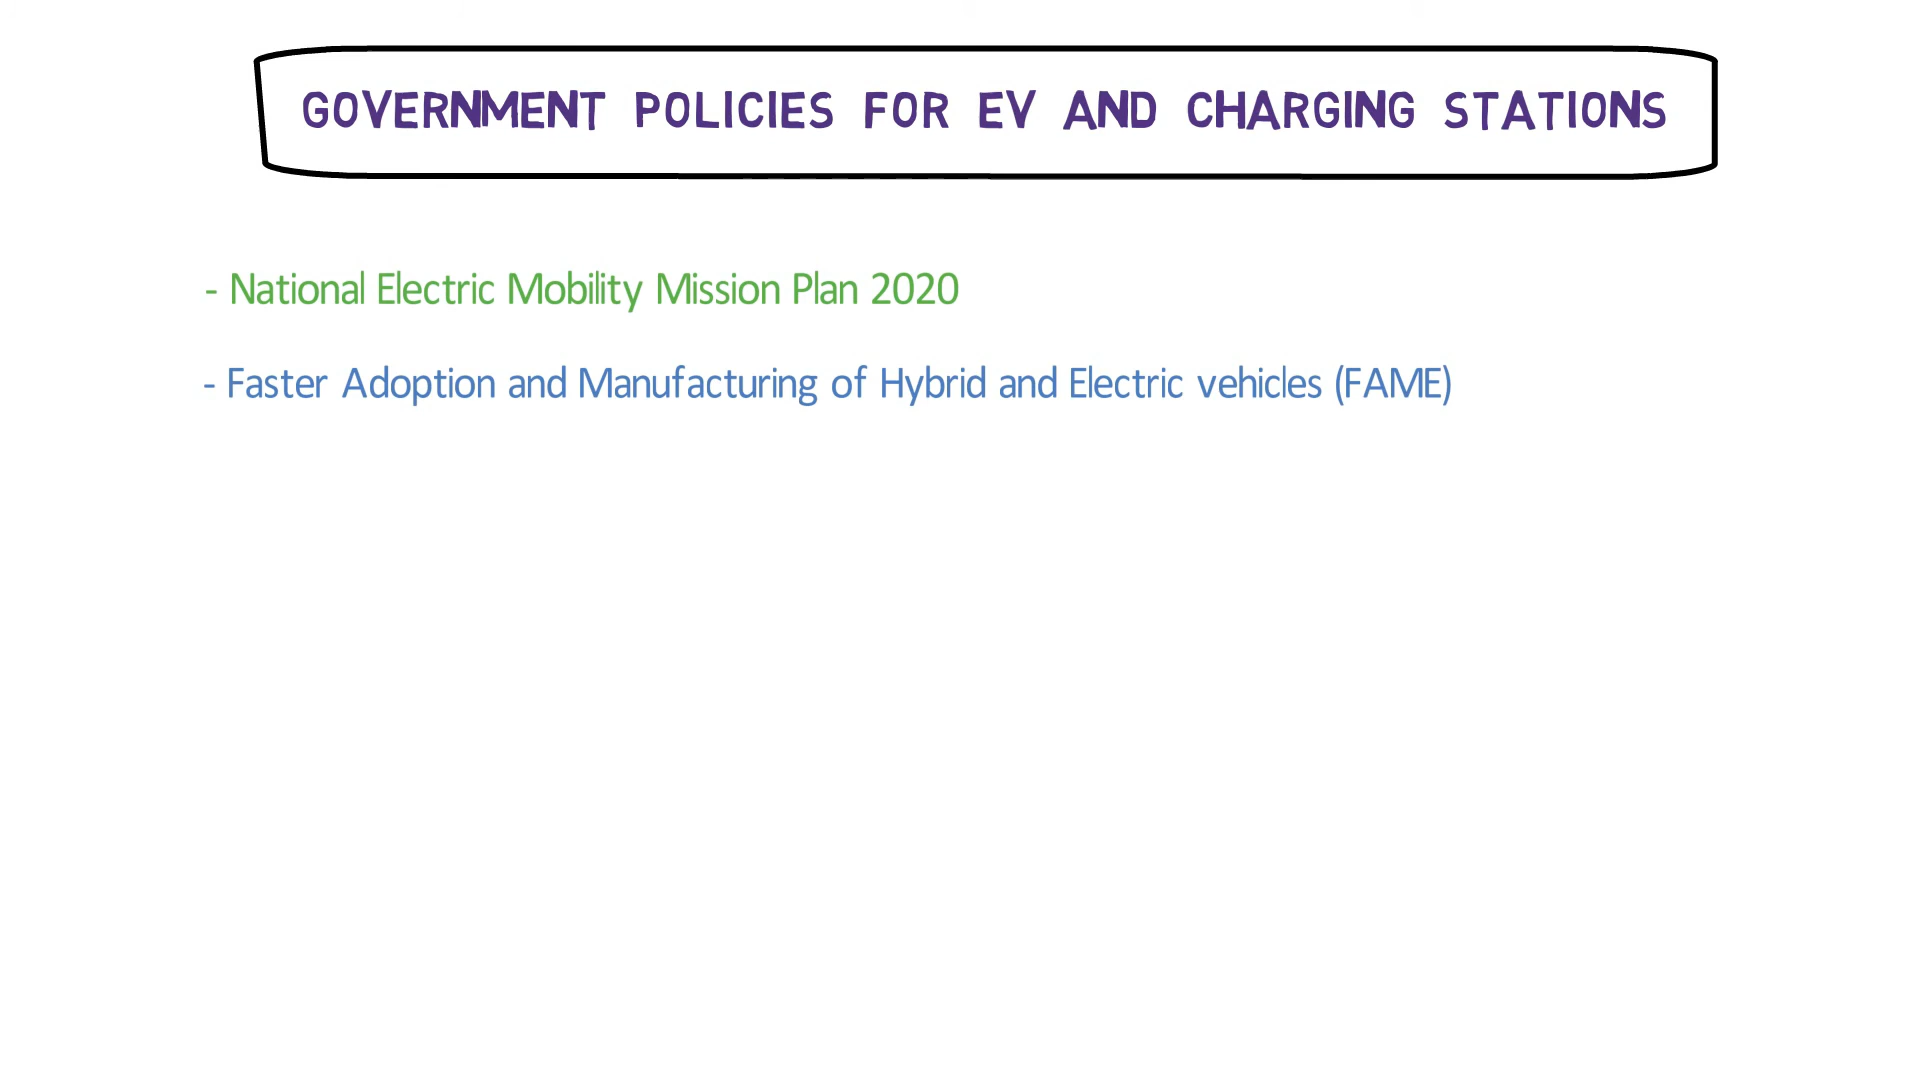 GOVERNMENT POLICIES FOR EV AND CHARGING STATIONS
- National Electric Mobility Mission Plan 2020
- Faster Adoption and Manufacturing of Hybrid and Electric vehicles (FAME)